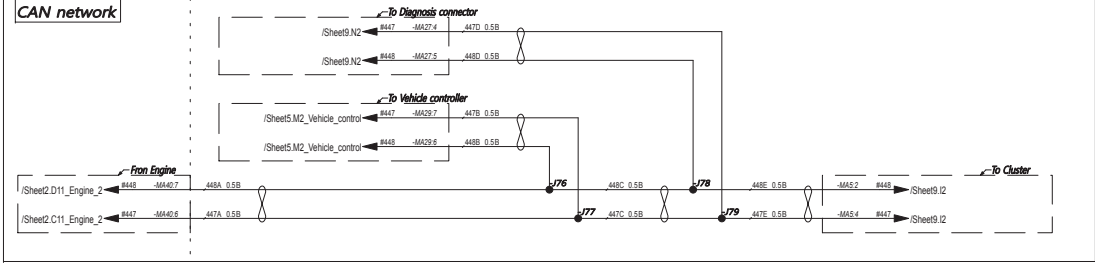 CAN network
To Diagnosis connector
/Sheet9.N2 #447 -MA27:4 447D 0.5B
/Sheet9.N2 #448 -MA27:5 448D 0.5B
To Vehicle controller
/Sheet5.M2_Vehicle_control #447 -MA29:7 447B 0.5B
/Sheet5.M2_Vehicle_control #448 -MA29:6 448B 0.5B
Fron Engine -J76 -J78 To Cluster
/Sheet2.D11_Engine_2 #448 -MA40:7 448A 0.5B 448C 0.5B 448E 0.5B -MA5:2 #448 /Sheet9.I2
-J77 -J79
/Sheet2.C11_Engine_2 #447 -MA40:6 447A 0.5B 447C 0.5B 447E 0.5B -MA5:4 #447 /Sheet9.I2